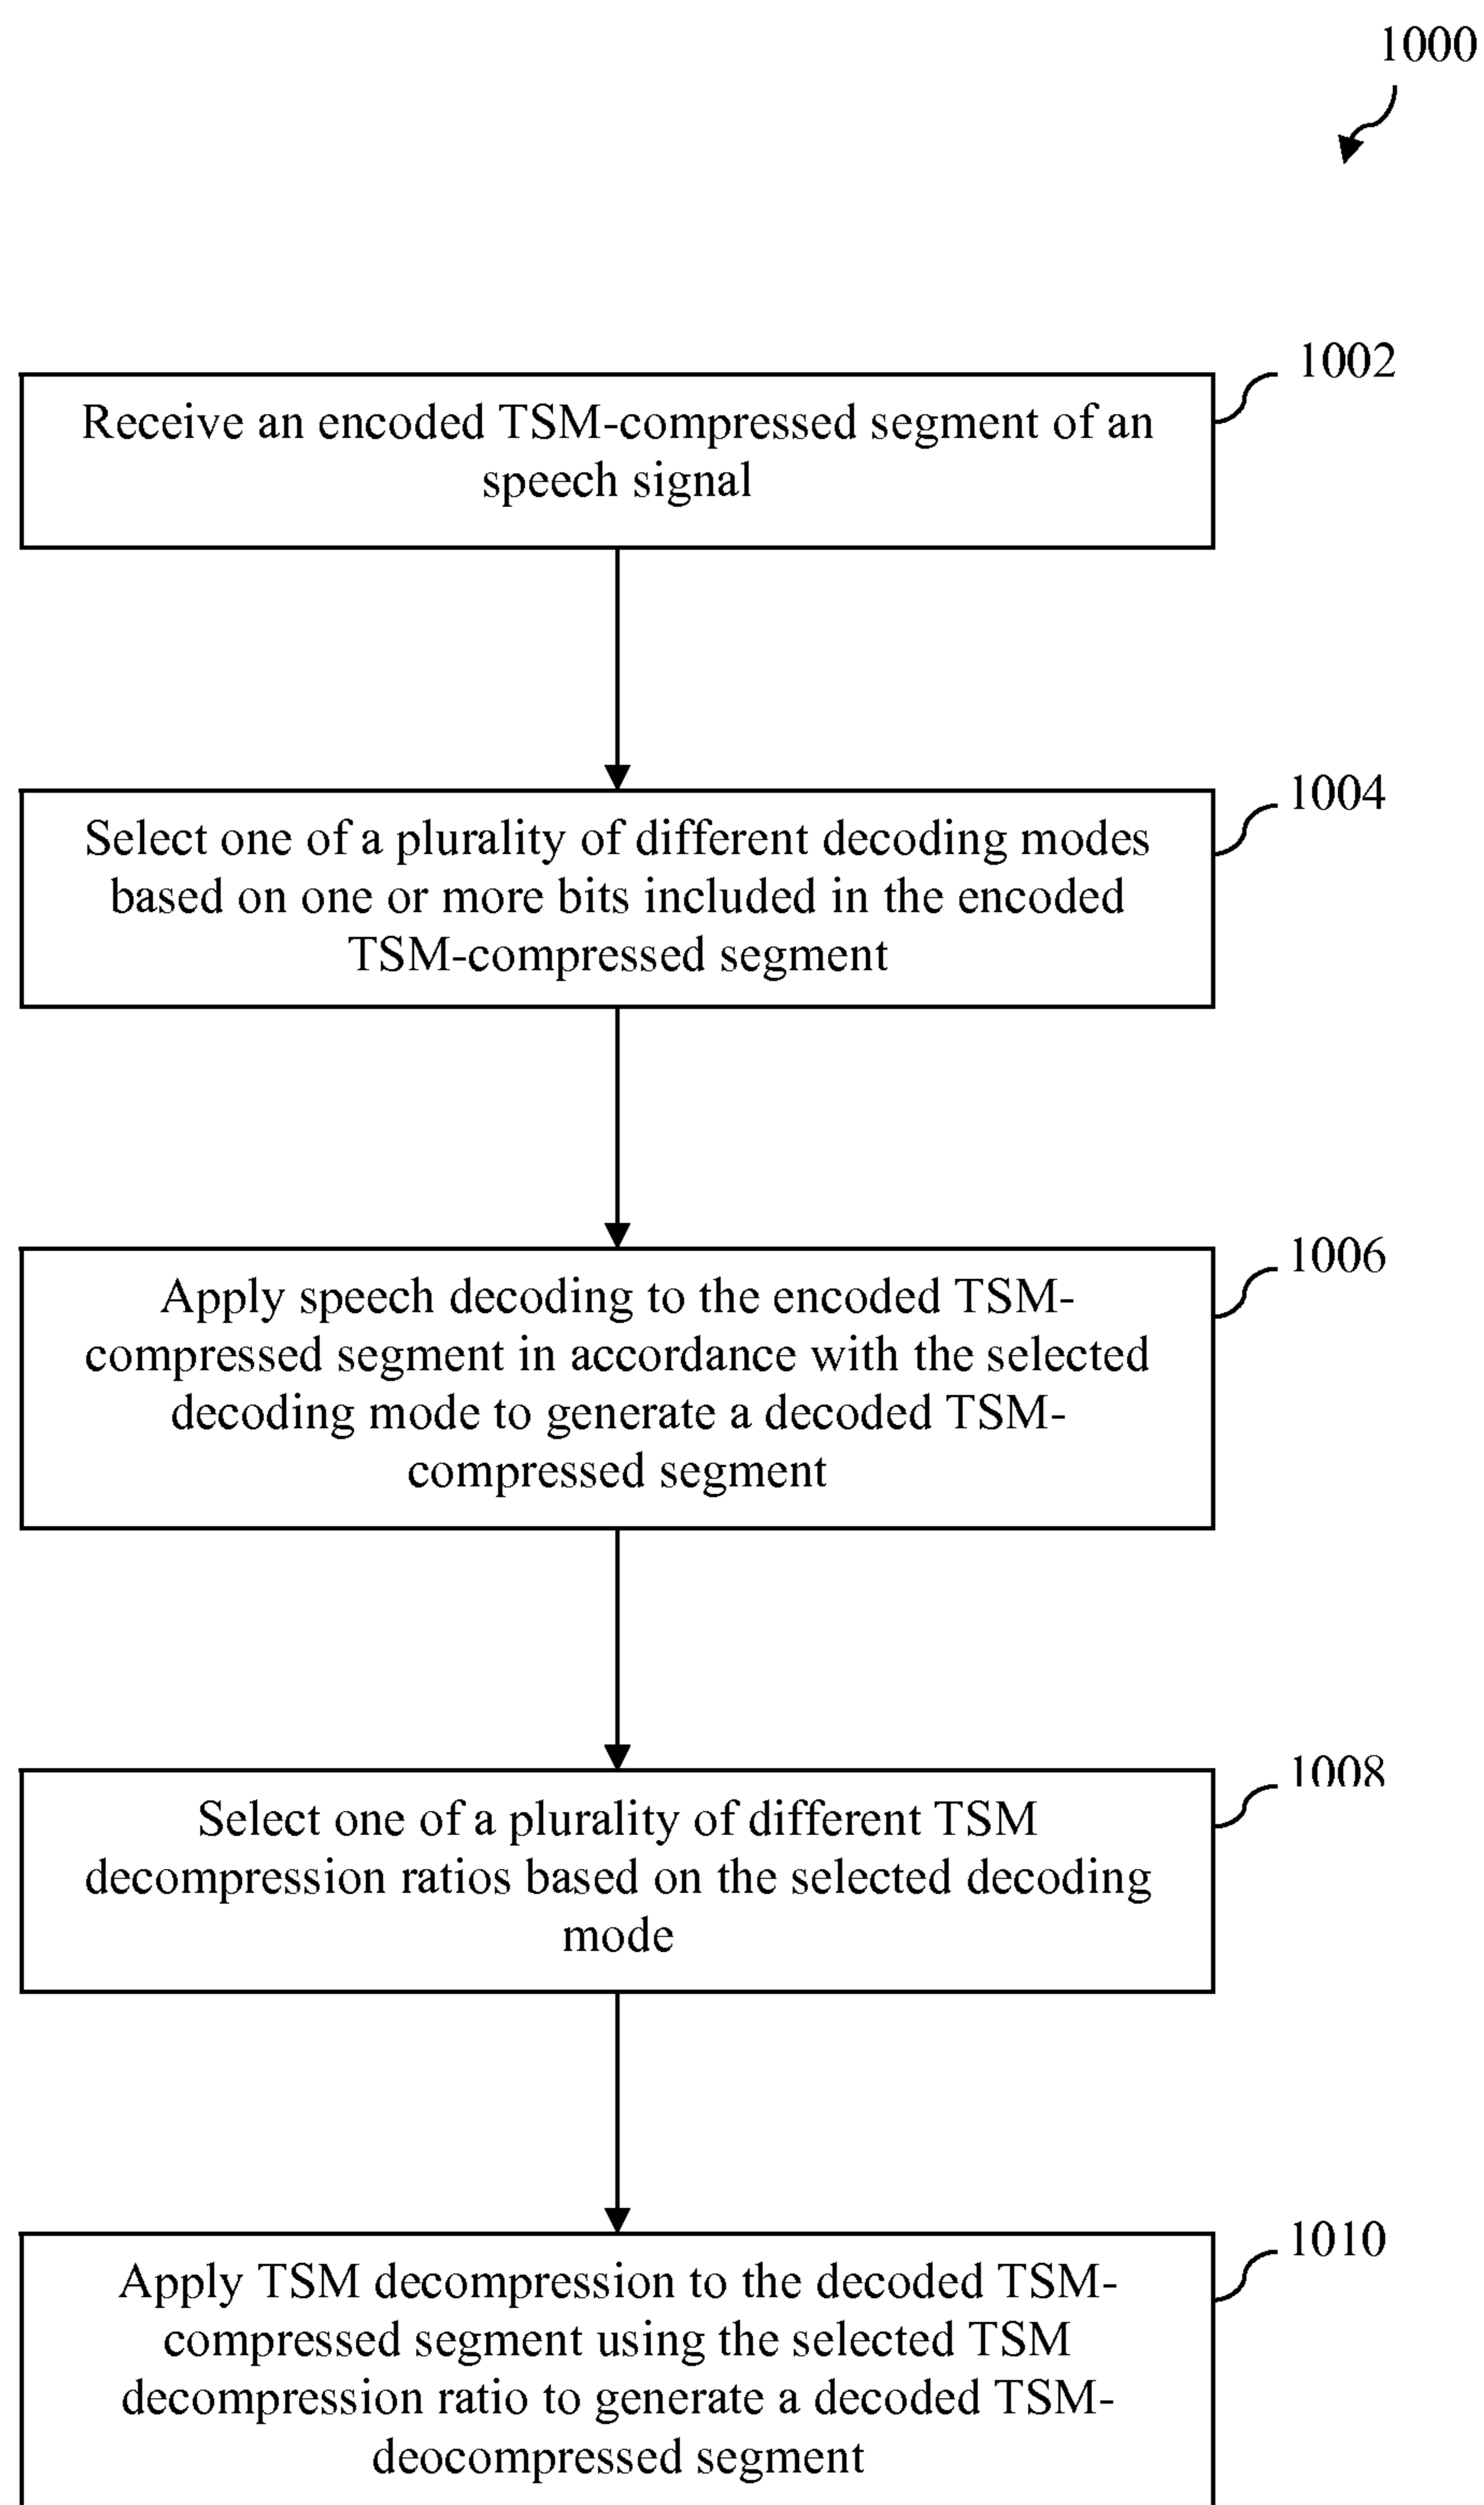 1000
1002
Receive an encoded TSM-compressed segment of an
speech signal
1004
Select one of a plurality of different decoding modes
based on one or more bits included in the encoded
TSM-compressed segment
1006
Apply speech decoding to the encoded TSM-
compressed segment in accordance with the selected
decoding mode to generate a decoded TSM-
compressed segment
1008
Select one of a plurality of different TSM
decompression ratios based on the selected decoding
mode
1010
Apply TSM decompression to the decoded TSM-
compressed segment using the selected TSM
decompression ratio to generate a decoded TSM-
deocompressed segment